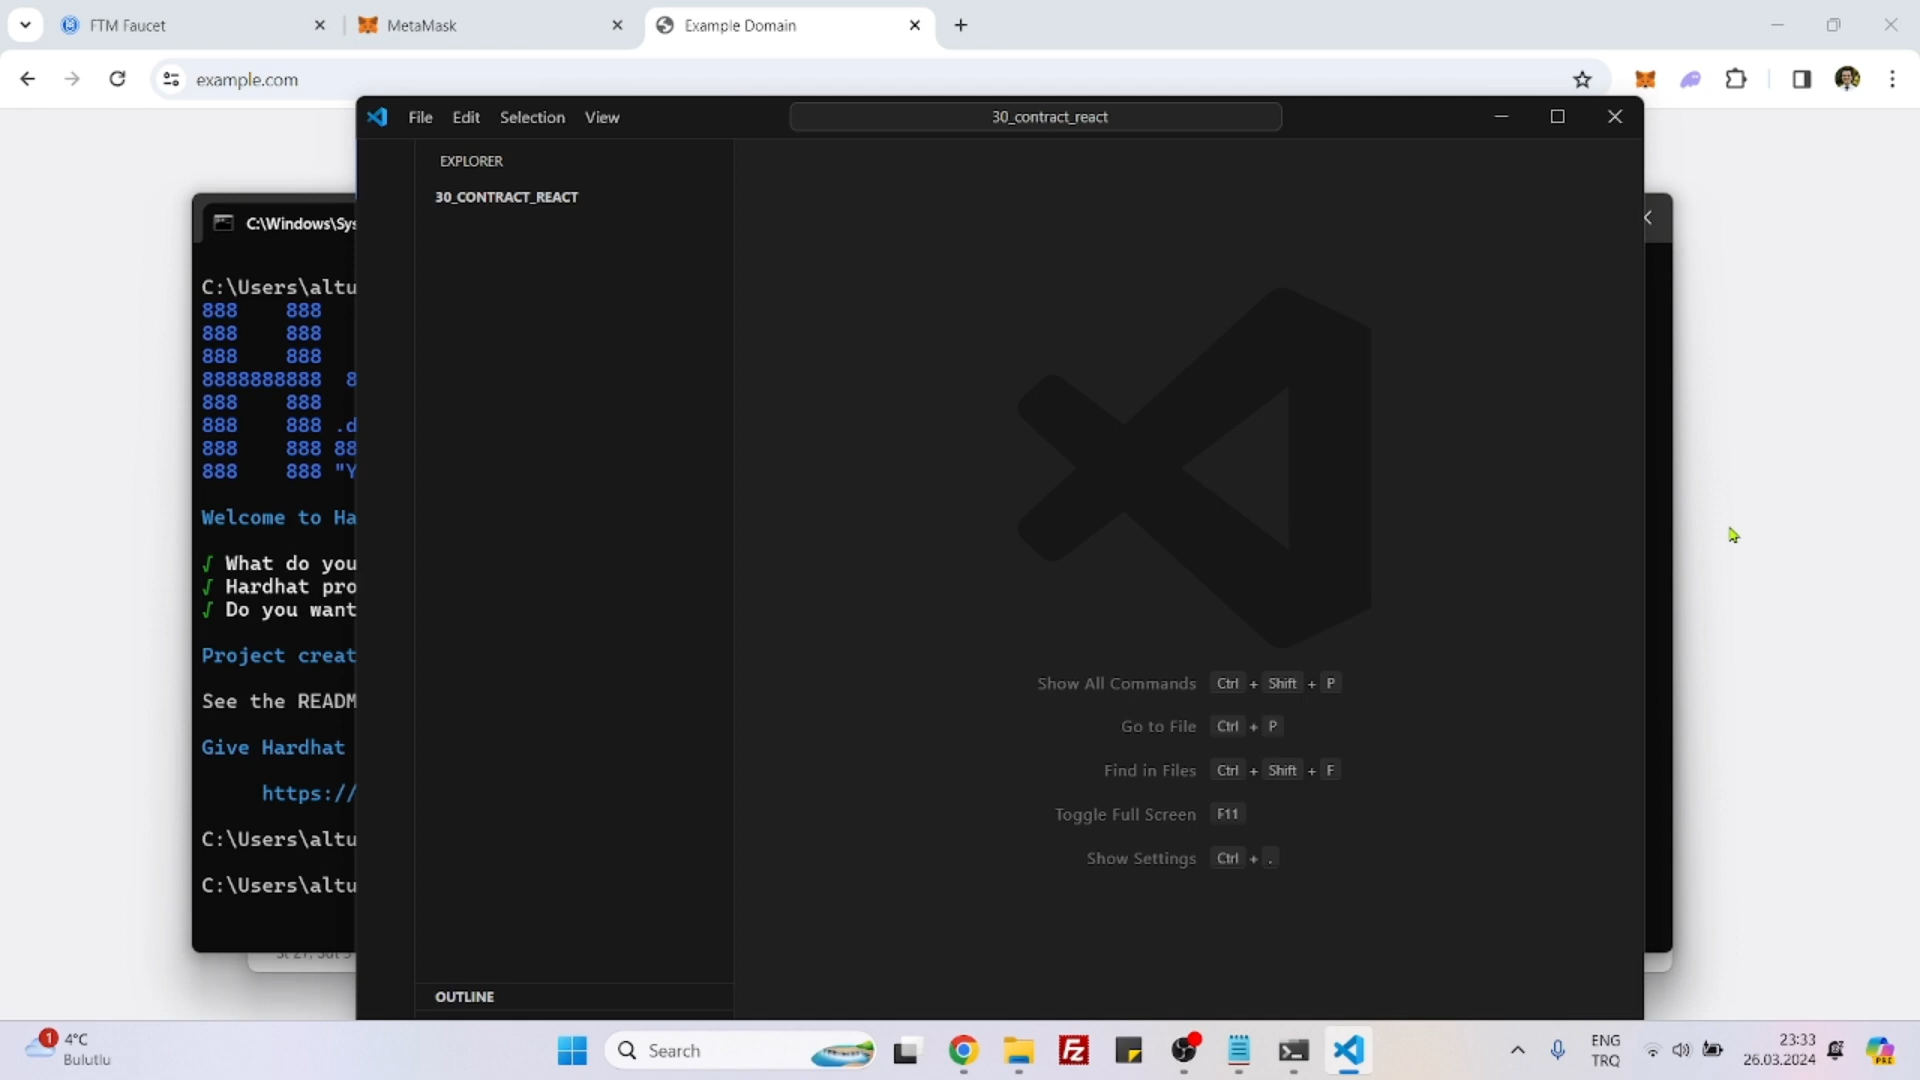 FTM Faucet
MetaMask
Example Domain
example.com
File Edit Selection View
30_contract_react
EXPLORER
30_CONTRACT_REACT
OUTLINE
Show All Commands Ctrl + Shift + P
Go to File Ctrl + P
Find in Files Ctrl + Shift + F
Toggle Full Screen F11
Show Settings Ctrl + .
C:\Windows\Sys
C:\Users\altu
888 888
888 888
888 888
8888888888 8
888 888
888 888 .d
888 888 88
888 888 "Y
Welcome to Ha
√ What do you
√ Hardhat pro
√ Do you want
Project creat
See the READM
Give Hardhat
https://
C:\Users\altu
C:\Users\altu
1
4°C
Bulutlu
Search
Fz
ENG
TRQ
23:33
26.03.2024
PRE